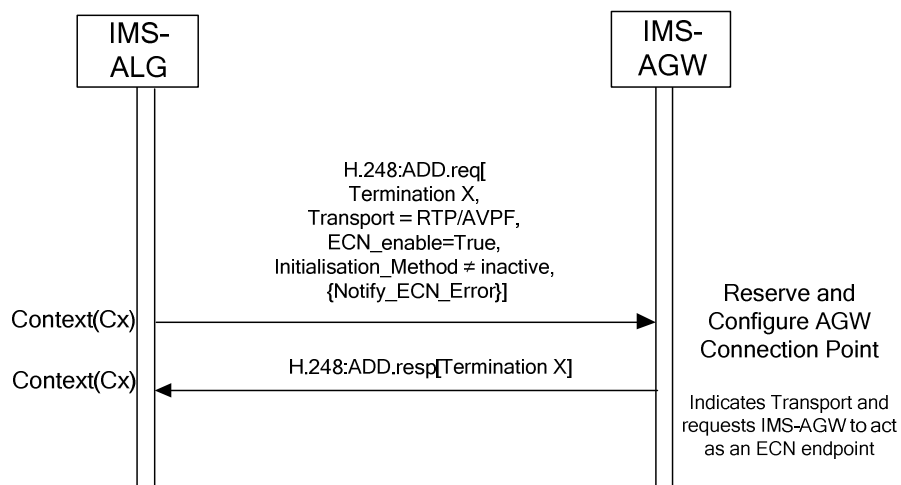 IMS-
ALG
IMS-
AGW
H.248:ADD.req[
Termination X,
Transport = RTP/AVPF,
ECN_enable=True,
Initialisation_Method ≠ inactive,
{Notify_ECN_Error}]
Context(Cx)
Reserve and
Configure AGW
Connection Point
H.248:ADD.resp[Termination X]
Context(Cx)
Indicates Transport and
requests IMS-AGW to act
as an ECN endpoint